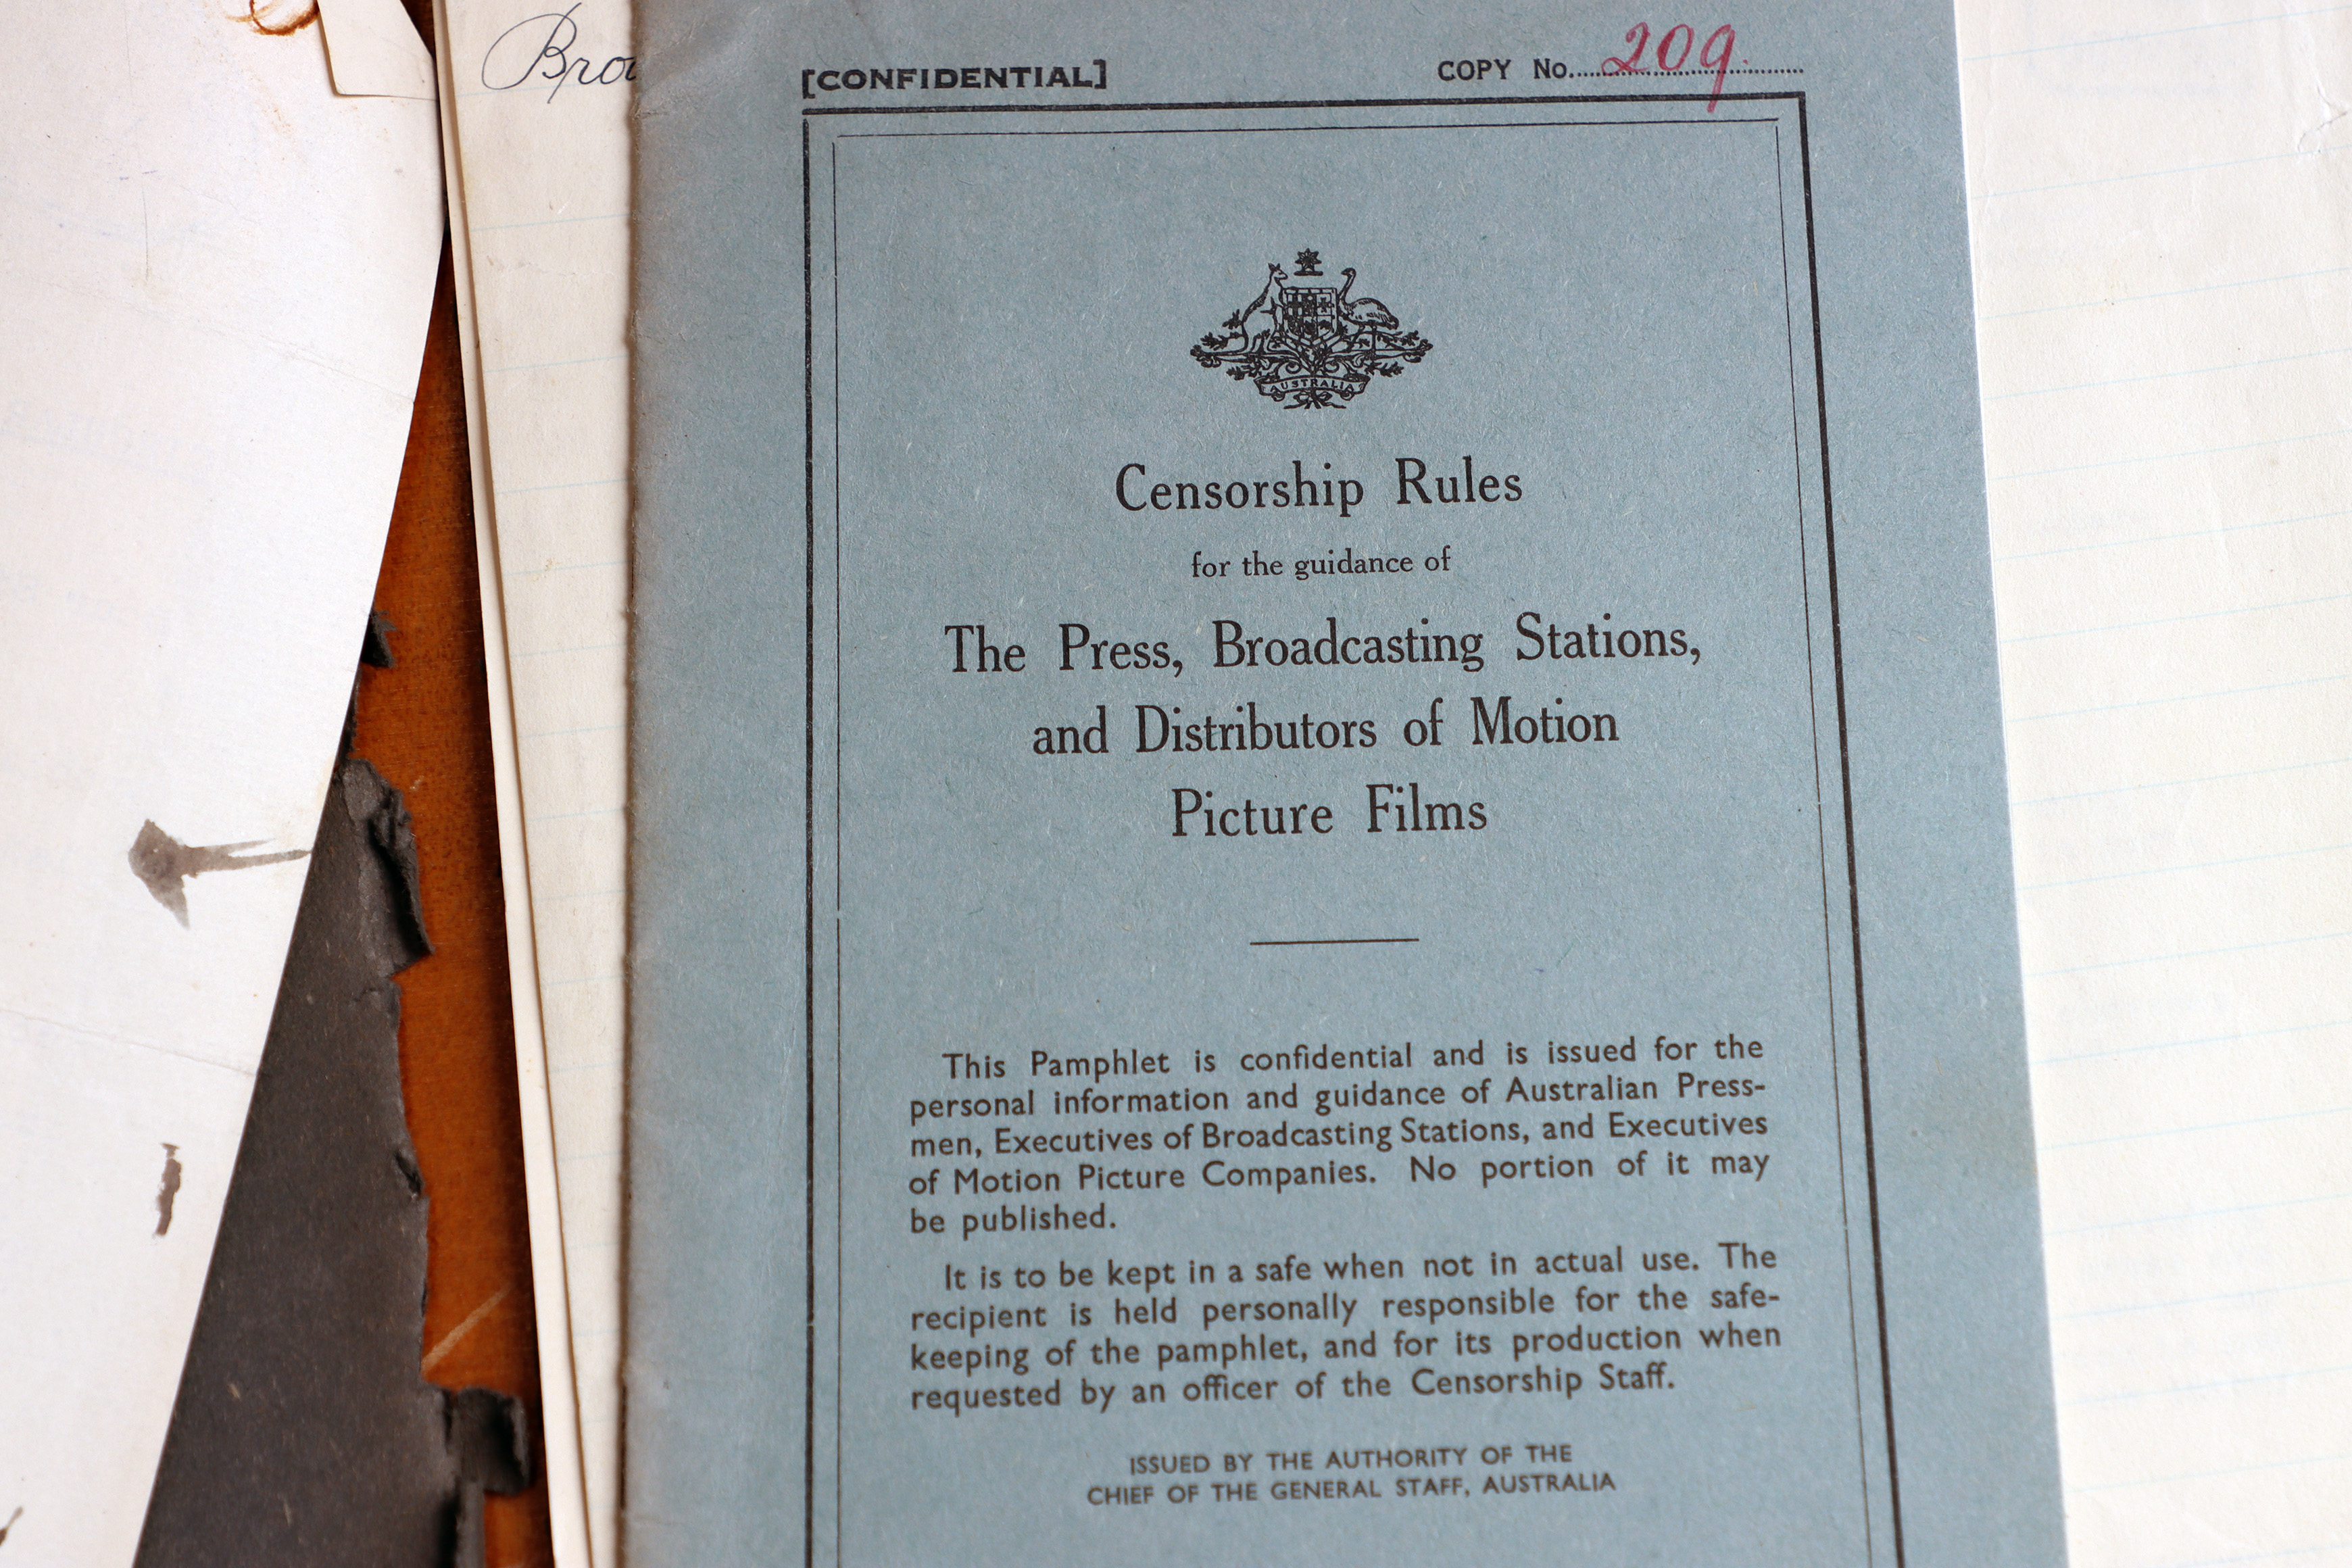 [CONFIDENTIAL]
COPY No. 209.
AUSTRALIA
Censorship Rules
for the guidance of
The Press, Broadcasting Stations,
and Distributors of Motion
Picture Films
This Pamphlet is confidential and is issued for the
personal information and guidance of Australian Press-
men, Executives of Broadcasting Stations, and Executives
of Motion Picture Companies. No portion of it may
be published.
It is to be kept in a safe when not in actual use. The
recipient is held personally responsible for the safe-
keeping of the pamphlet, and for its production when
requested by an officer of the Censorship Staff.
ISSUED BY THE AUTHORITY OF THE
CHIEF OF THE GENERAL STAFF, AUSTRALIA